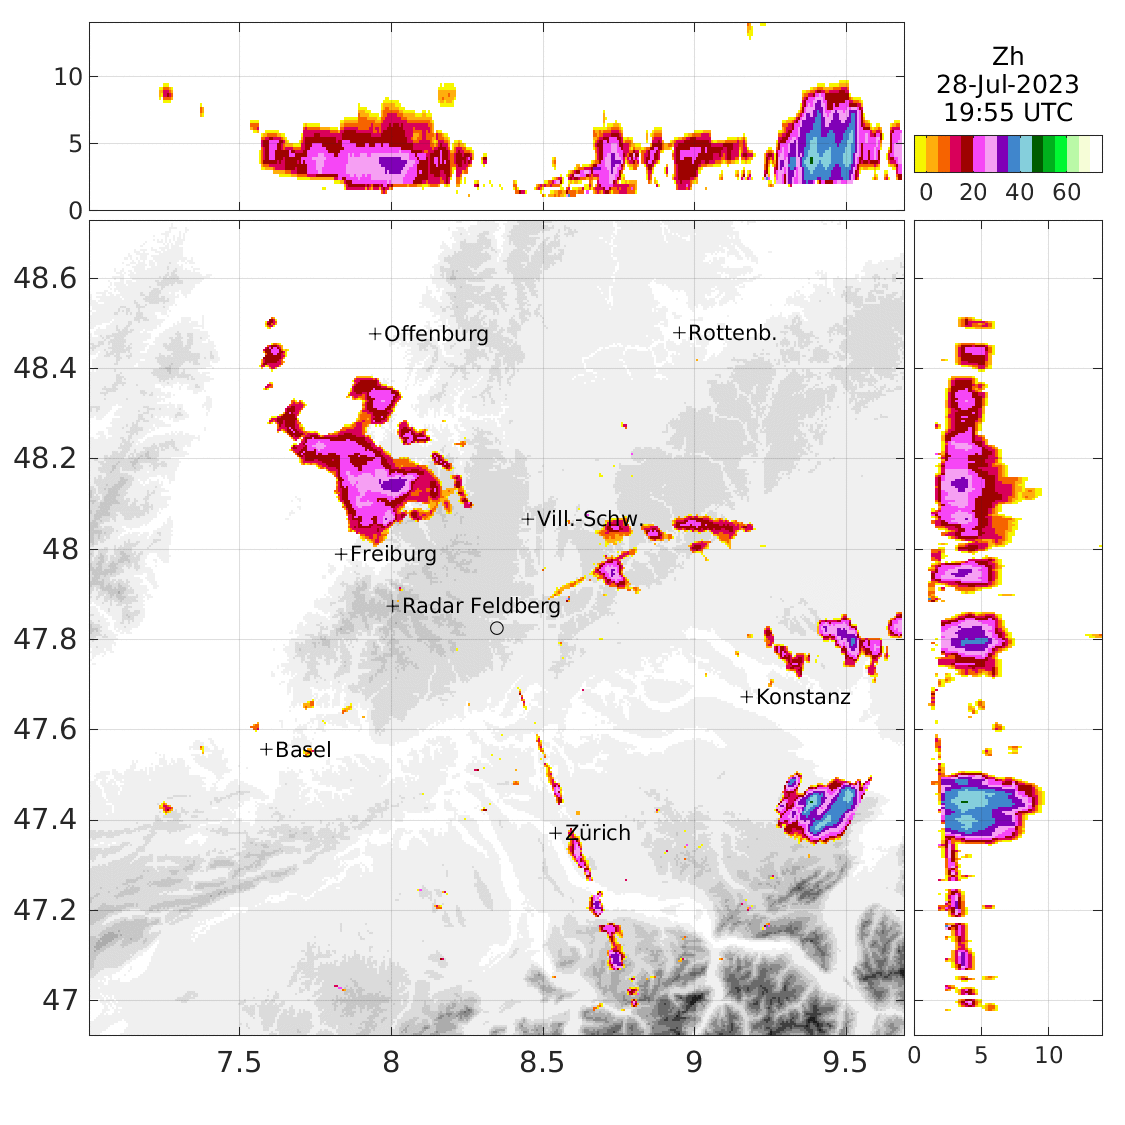 10
5
0
Zh
28-Jul-2023
19:55 UTC
0 20 40 60
48.6
48.4
48.2
48
47.8
47.6
47.4
47.2
47
+Offenburg
+Rottenb.
+Vill.-Schw.
+Freiburg
+Radar Feldberg
+Konstanz
+Basel
+Zürich
7.5 8 8.5 9 9.5
0 5 10